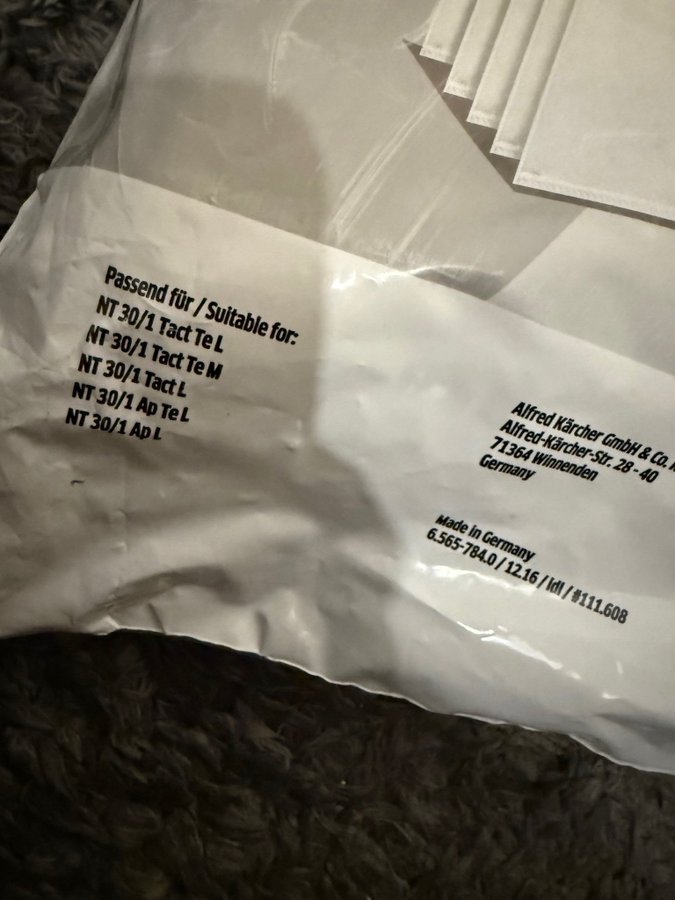 Passend für / Suitable for:
NT 30/1 Tact Te L
NT 30/1 Tact Te M
NT 30/1 Tact L
NT 30/1 Ap Te L
NT 30/1 Ap L
Alfred Kärcher GmbH & Co.
Alfred-Kärcher-Str. 28 - 40
71364 Winnenden
Germany
Made in Germany
6.565-784.0 / 12.16 / ldl / #111.608